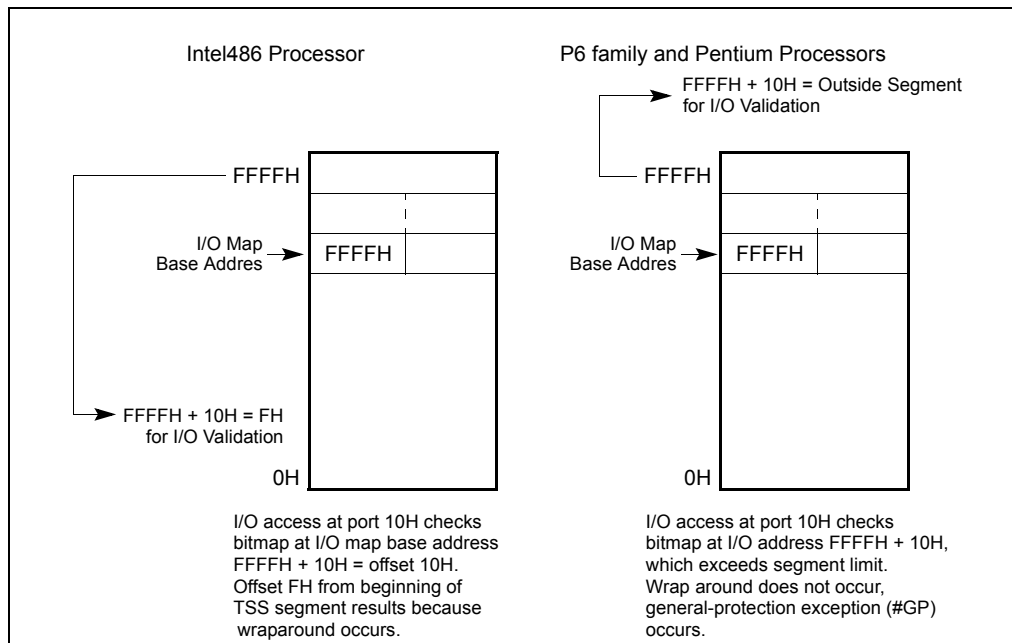 Intel486 Processor
FFFFH
I/O Map
Base Addres
FFFFH
FFFFH + 10H = FH
for I/O Validation
0H
I/O access at port 10H checks
bitmap at I/O map base address
FFFFH + 10H = offset 10H.
Offset FH from beginning of
TSS segment results because
wraparound occurs.
P6 family and Pentium Processors
FFFFH + 10H = Outside Segment
for I/O Validation
FFFFH
I/O Map
Base Addres
FFFFH
0H
I/O access at port 10H checks
bitmap at I/O address FFFFH + 10H,
which exceeds segment limit.
Wrap around does not occur,
general-protection exception (#GP)
occurs.